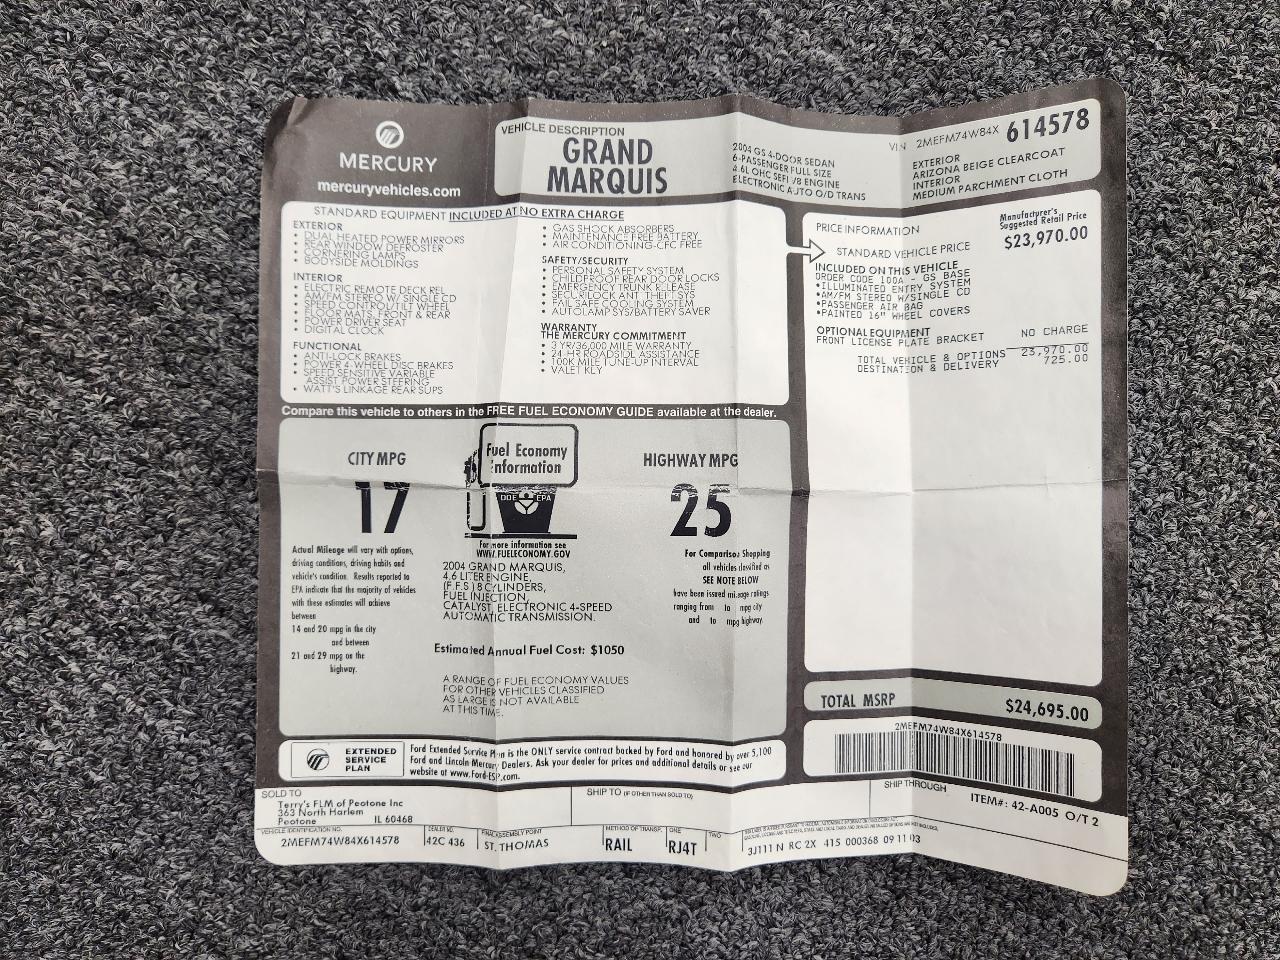 MERCURY
mercuryvehicles.com
VEHICLE DESCRIPTION
GRAND
MARQUIS
2004 GS 4-DOOR SEDAN
6-PASSENGER FULL SIZE
4.6L OHC SEFI V8 ENGINE
ELECTRONIC AUTO O/D TRANS
VIN 2MEFM74W84X 614578
EXTERIOR
ARIZONA BEIGE CLEARCOAT
INTERIOR
MEDIUM PARCHMENT CLOTH
STANDARD EQUIPMENT INCLUDED AT NO EXTRA CHARGE
EXTERIOR
• DUAL HEATED POWER MIRRORS
• REAR WINDOW DEFROSTER
• CORNERING LAMPS
• BODYSIDE MOLDINGS
INTERIOR
• ELECTRIC REMOTE DECK REL
• AM/FM STEREO W/ SINGLE CD
• SPEED CONTROL/TILT WHEEL
• FLOOR MATS, FRONT & REAR
• POWER DRIVER SEAT
• DIGITAL CLOCK
FUNCTIONAL
• ANTI-LOCK BRAKES
• POWER 4-WHEEL DISC BRAKES
• SPEED SENSITIVE VARIABLE
ASSIST POWER STEERING
• WATT'S LINKAGE REAR SUPS
• GAS SHOCK ABSORBERS
• MAINTENANCE FREE BATTERY
• AIR CONDITIONING-CFC FREE
SAFETY/SECURITY
• PERSONAL SAFETY SYSTEM
• CHILDPROOF REAR DOOR LOCKS
• EMERGENCY TRUNK RELEASE
• SECURILOCK ANTI THEFT SYS
• FAIL SAFE COOLING SYSTEM
• AUTOLAMP SYS/BATTERY SAVER
WARRANTY
THE MERCURY COMMITMENT
• 3 YR/36,000 MILE WARRANTY
• 24-HR ROADSIDE ASSISTANCE
• 100K MILE TUNE-UP INTERVAL
• VALET KEY
PRICE INFORMATION
Manufacturer's
Suggested Retail Price
STANDARD VEHICLE PRICE $23,970.00
INCLUDED ON THIS VEHICLE
ORDER CODE 100A - GS BASE
•ILLUMINATED ENTRY SYSTEM
•AM/FM STEREO W/SINGLE CD
•PASSENGER AIR BAG
•PAINTED 16" WHEEL COVERS
OPTIONAL EQUIPMENT
FRONT LICENSE PLATE BRACKET NO CHARGE
TOTAL VEHICLE & OPTIONS 23,970.00
DESTINATION & DELIVERY 725.00
Compare this vehicle to others in the FREE FUEL ECONOMY GUIDE available at the dealer.
CITY MPG
17
Fuel Economy
Information
DOE EPA
HIGHWAY MPG
25
For more information see
WWW.FUELECONOMY.GOV
Actual Mileage will vary with options,
driving conditions, driving habits and
vehicle's condition. Results reported to
EPA indicate that the majority of vehicles
with these estimates will achieve
between
14 and 20 mpg in the city
and between
21 and 29 mpg on the
highway.
2004 GRAND MARQUIS,
4.6 LITER ENGINE,
(F F S ) 8 CYLINDERS,
FUEL INJECTION,
CATALYST, ELECTRONIC 4-SPEED
AUTOMATIC TRANSMISSION.
Estimated Annual Fuel Cost: $1050
A RANGE OF FUEL ECONOMY VALUES
FOR OTHER VEHICLES CLASSIFIED
AS LARGE IS NOT AVAILABLE
AT THIS TIME.
For Comparison Shopping
all vehicles classified as
SEE NOTE BELOW
have been issued mileage ratings
ranging from to mpg city
and to mpg highway.
TOTAL MSRP $24,695.00
2MEFM74W84X614578
EXTENDED
SERVICE
PLAN
Ford Extended Service Plan is the ONLY service contract backed by Ford and honored by over 5,100
Ford and Lincoln Mercury Dealers. Ask your dealer for prices and additional details or see our
website at www.Ford-ESP.com.
SOLD TO
Terry's FLM of Peotone Inc
363 North Harlem
Peotone IL 60468
SHIP TO (IF OTHER THAN SOLD TO)
SHIP THROUGH
ITEM#: 42-A005 O/T 2
VEHICLE IDENTIFICATION NO.
2MEFM74W84X614578
DEALER NO.
42C 436
FINAL ASSEMBLY POINT
ST. THOMAS
METHOD OF TRANSP.
RAIL
ONE
RJ4T
TWO
3J111 N RC 2X 415 000368 09 11 03